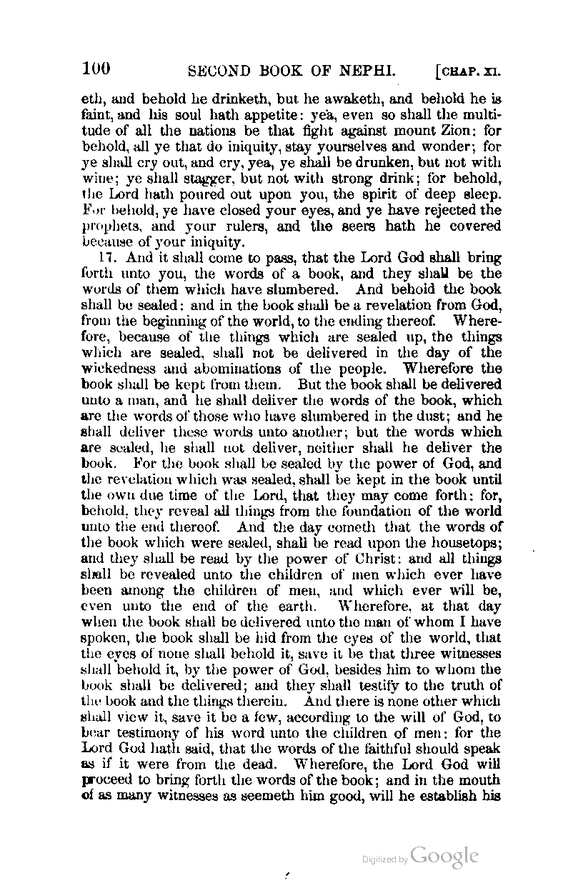 100 SECOND BOOK OF NEPHI. [CHAP. XI.
eth, and behold he drinketh, but he awaketh, and behold he is
faint, and his soul hath appetite: yea, even so shall the multi-
tude of all the nations be that fight against mount Zion: for
behold, all ye that do iniquity, stay yourselves and wonder; for
ye shall cry out, and cry, yea, ye shall be drunken, but not with
wine; ye shall stagger, but not with strong drink; for behold,
the Lord hath poured out upon you, the spirit of deep sleep.
For behold, ye have closed your eyes, and ye have rejected the
prophets, and your rulers, and the seers hath he covered
because of your iniquity.
17. And it shall come to pass, that the Lord God shall bring
forth unto you, the words of a book, and they shall be the
words of them which have slumbered. And behold the book
shall be sealed: and in the book shall be a revelation from God,
from the beginning of the world, to the ending thereof. Where-
fore, because of the things which are sealed up, the things
which are sealed, shall not be delivered in the day of the
wickedness and abominations of the people. Wherefore the
book shall be kept from them. But the book shall be delivered
unto a man, and he shall deliver the words of the book, which
are the words of those who have slumbered in the dust; and he
shall deliver these words unto another; but the words which
are sealed, he shall not deliver, neither shall he deliver the
book. For the book shall be sealed by the power of God, and
the revelation which was sealed, shall be kept in the book until
the own due time of the Lord, that they may come forth: for,
behold, they reveal all things from the foundation of the world
unto the end thereof. And the day cometh that the words of
the book which were sealed, shall be read upon the housetops;
and they shall be read by the power of Christ: and all things
shall be revealed unto the children of men which ever have
been among the children of men, and which ever will be,
even unto the end of the earth. Wherefore, at that day
when the book shall be delivered unto the man of whom I have
spoken, the book shall be hid from the eyes of the world, that
the eyes of none shall behold it, save it be that three witnesses
shall behold it, by the power of God, besides him to whom the
book shall be delivered; and they shall testify to the truth of
the book and the things therein. And there is none other which
shall view it, save it be a few, according to the will of God, to
bear testimony of his word unto the children of men: for the
Lord God hath said, that the words of the faithful should speak
as if it were from the dead. Wherefore, the Lord God will
proceed to bring forth the words of the book; and in the mouth
of as many witnesses as seemeth him good, will he establish his
Digitized by Google